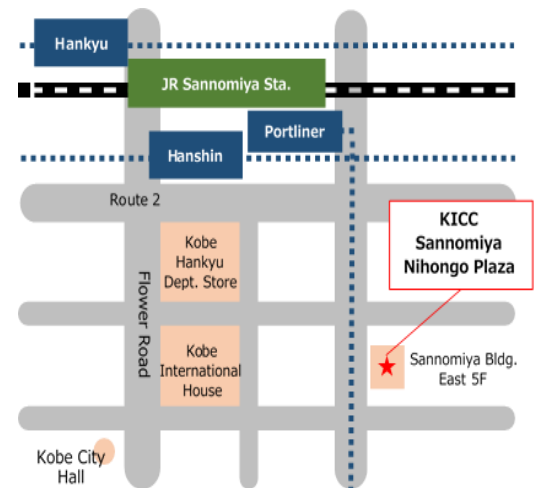 Hankyu
JR Sannomiya Sta.
Portliner
Hanshin
Route 2
KICC
Sannomiya
Nihongo Plaza
Kobe
Hankyu
Dept. Store
Flower Road
Kobe
International
House
Sannomiya Bldg.
East 5F
Kobe City
Hall